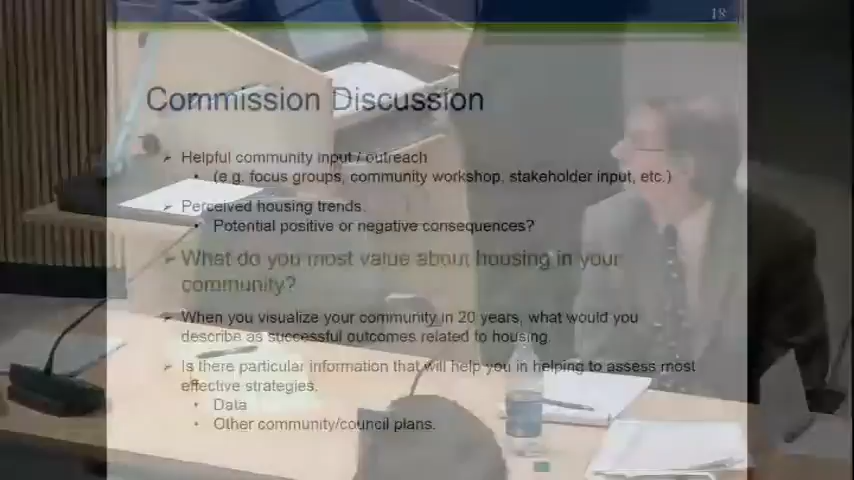 18
Commission Discussion
Helpful community input / outreach
(e.g. focus groups, community workshop, stakeholder input, etc.)
Perceived housing trends.
Potential positive or negative consequences?
What do you most value about housing in your
community?
When you visualize your community in 20 years, what would you
describe as successful outcomes related to housing.
Is there particular information that will help you in helping to assess most
effective strategies.
Data
Other community/council plans.